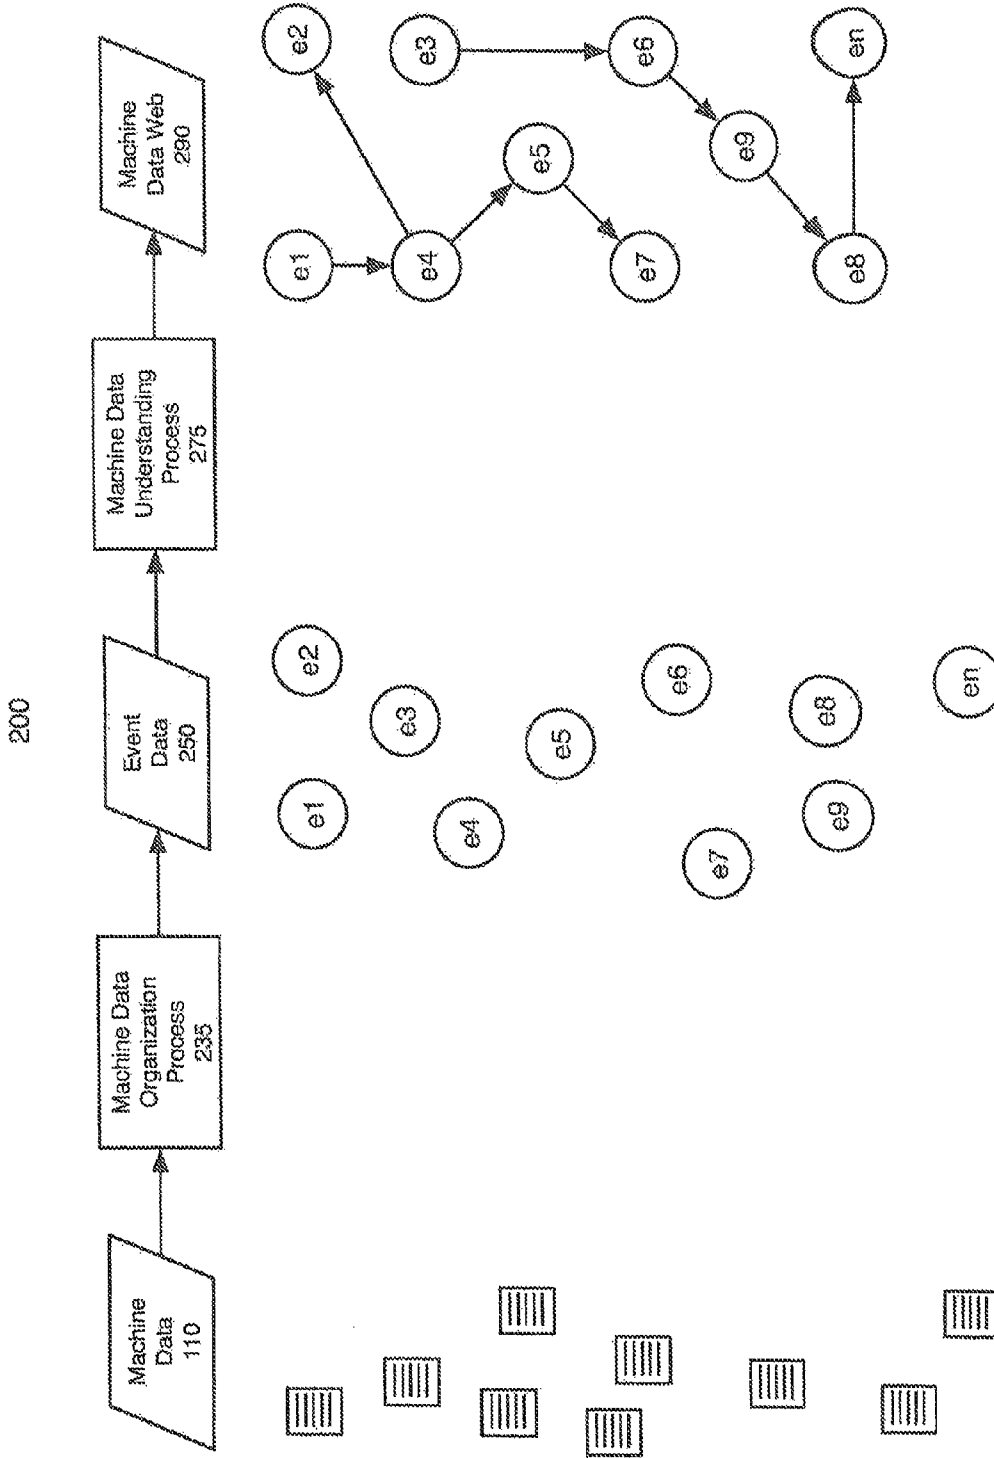 200
Machine
Data
110
Machine Data
Organization
Process
235
Event
Data
250
Machine Data
Understanding
Process
275
Machine
Data Web
290
e1
e2
e3
e4
e5
e6
e7
e8
e9
en
e1
e2
e3
e4
e5
e6
e7
e9
e8
en